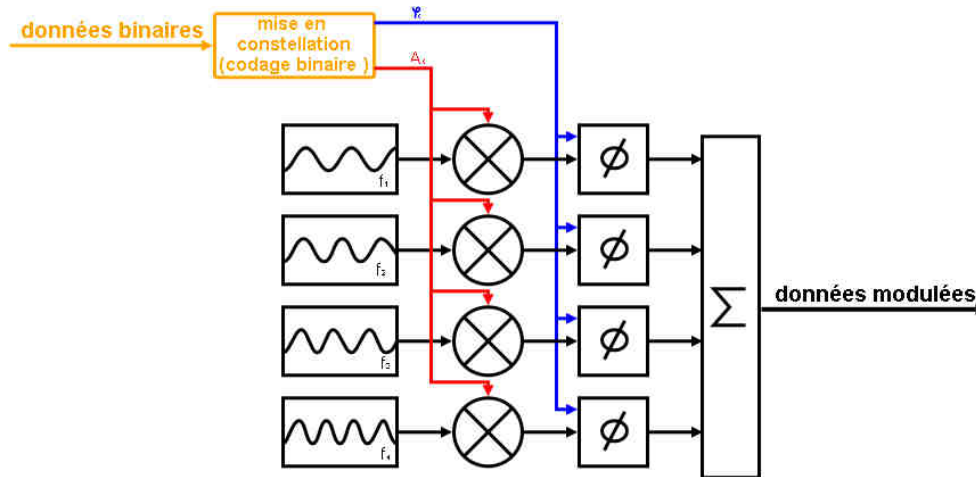 données binaires
mise en
constellation
(codage binaire )
f₁
ϕ
f₂
ϕ
f₃
ϕ
f₄
ϕ
Σ
données modulées